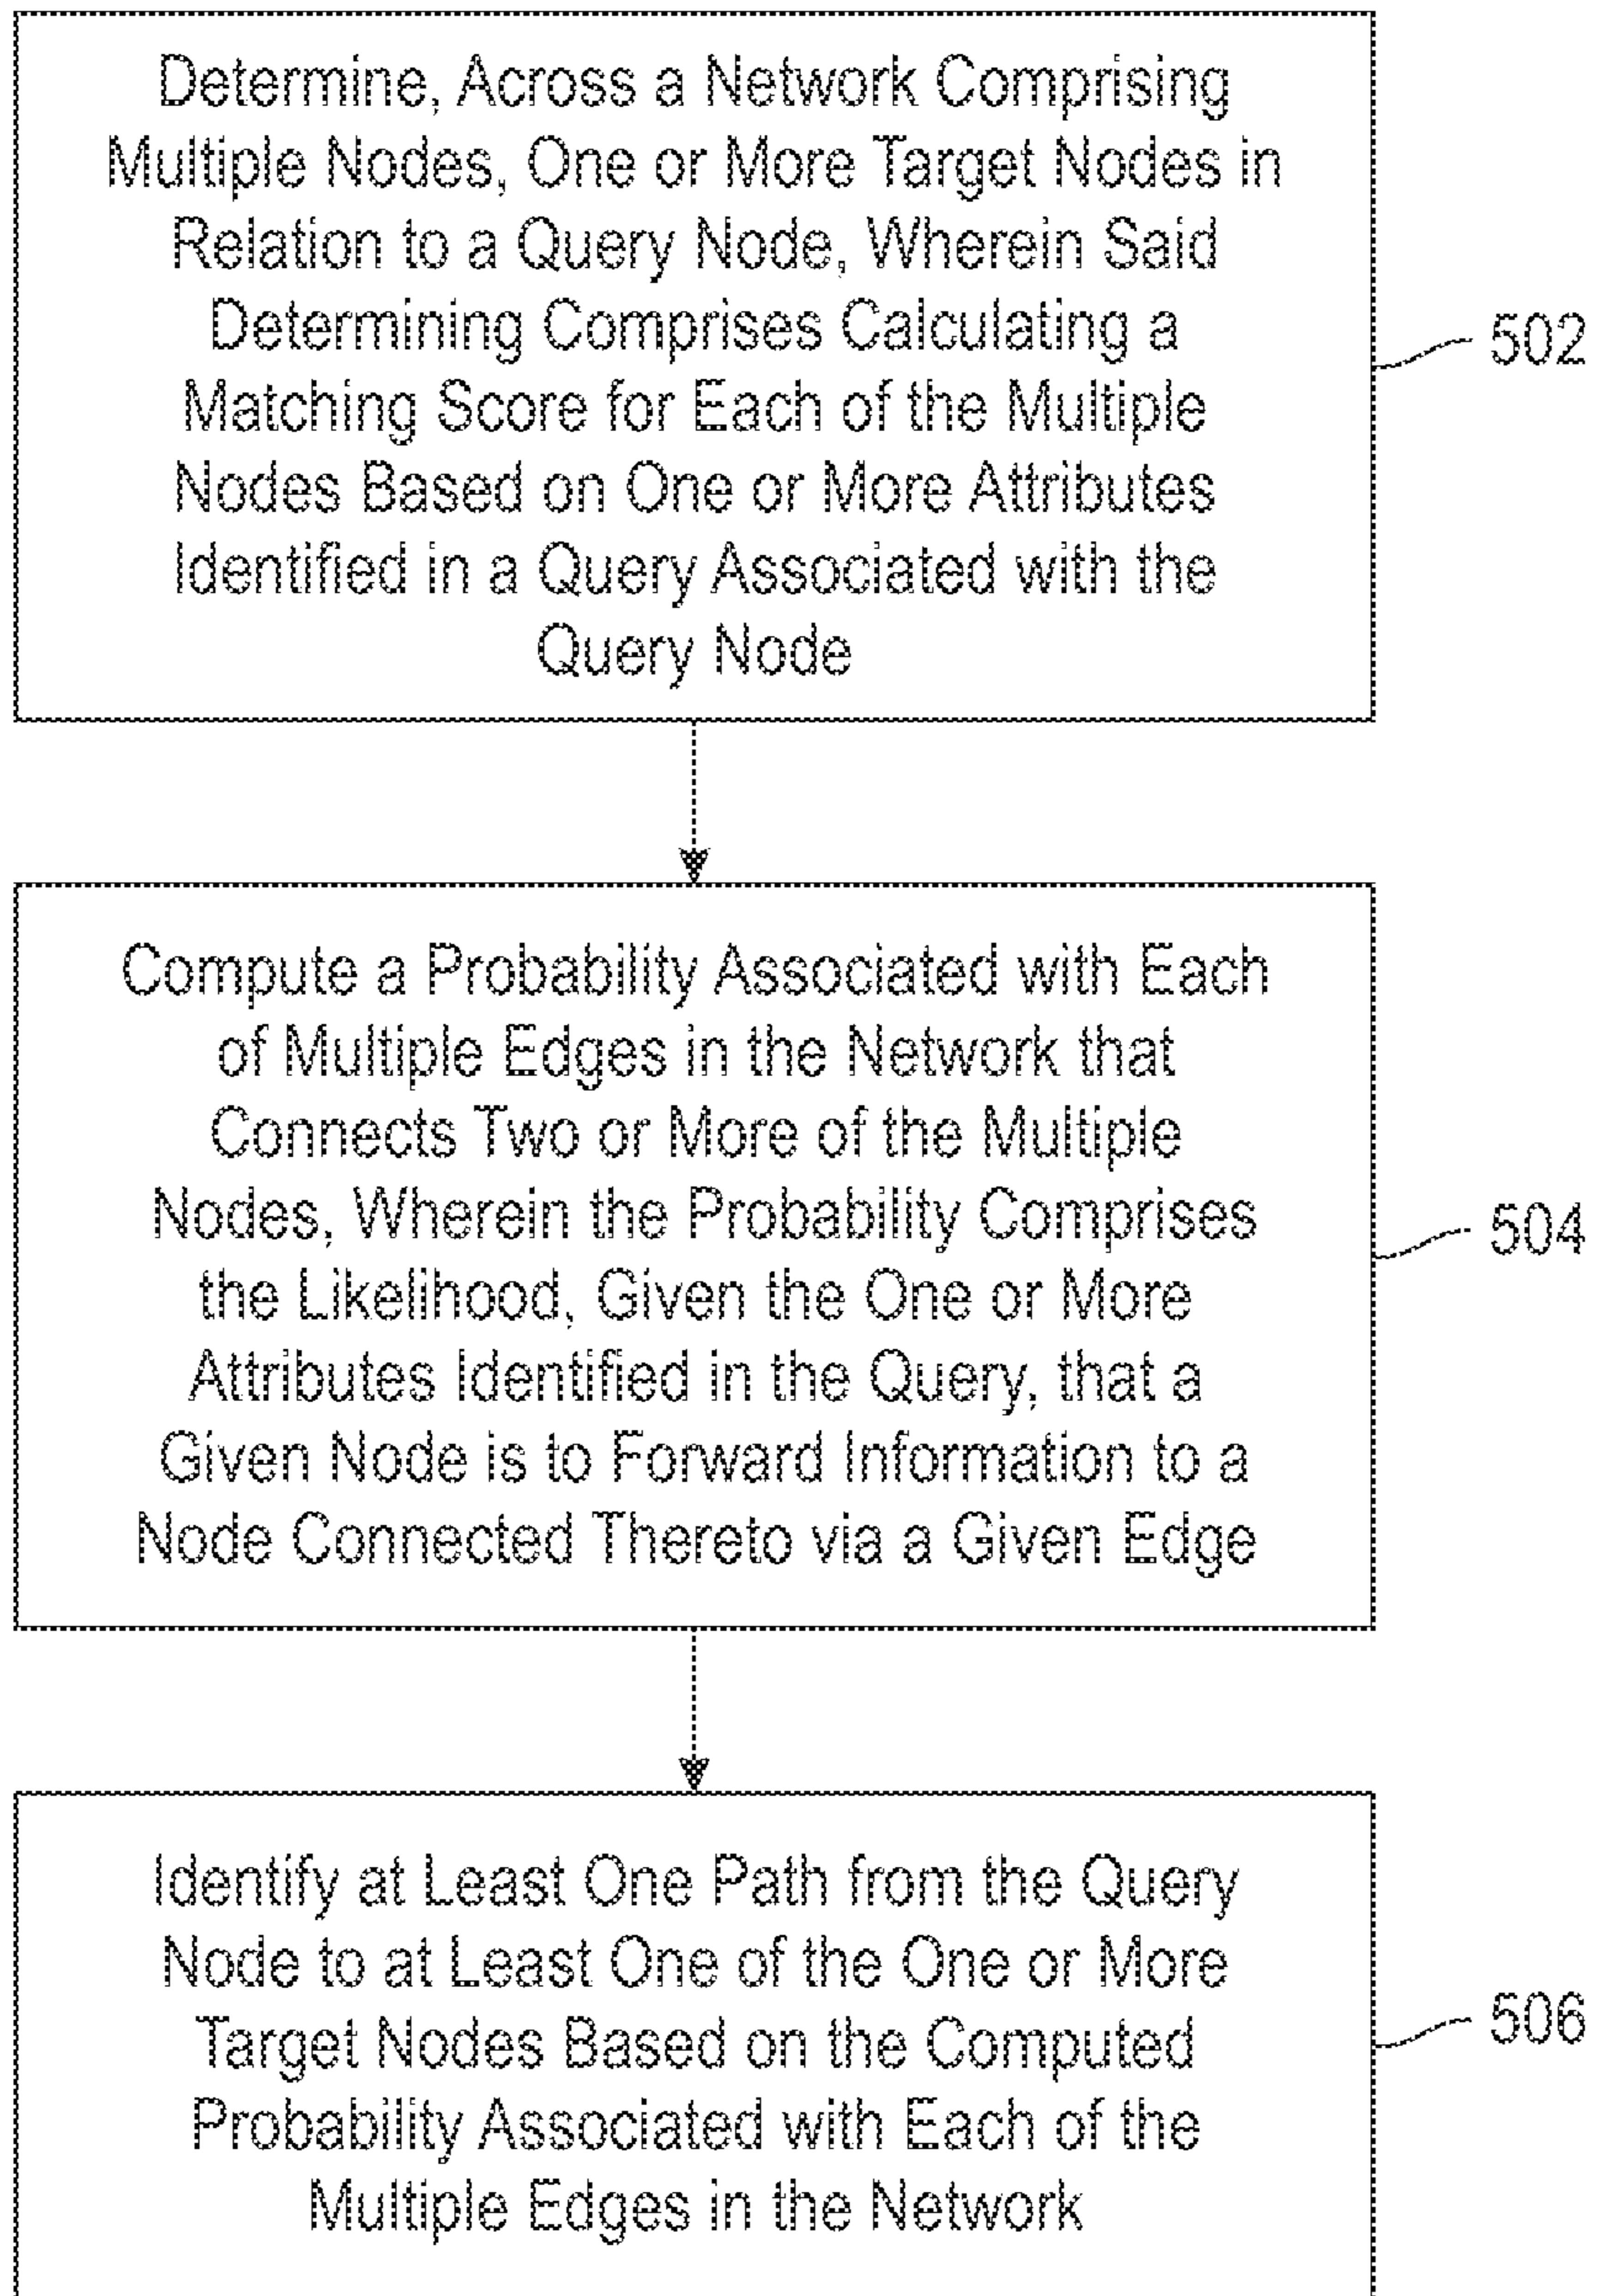 Determine, Across a Network Comprising
Multiple Nodes, One or More Target Nodes in
Relation to a Query Node, Wherein Said
Determining Comprises Calculating a
Matching Score for Each of the Multiple
Nodes Based on One or More Attributes
Identified in a Query Associated with the
Query Node
502
Compute a Probability Associated with Each
of Multiple Edges in the Network that
Connects Two or More of the Multiple
Nodes, Wherein the Probability Comprises
the Likelihood, Given the One or More
Attributes Identified in the Query, that a
Given Node is to Forward Information to a
Node Connected Thereto via a Given Edge
504
Identify at Least One Path from the Query
Node to at Least One of the One or More
Target Nodes Based on the Computed
Probability Associated with Each of the
Multiple Edges in the Network
506